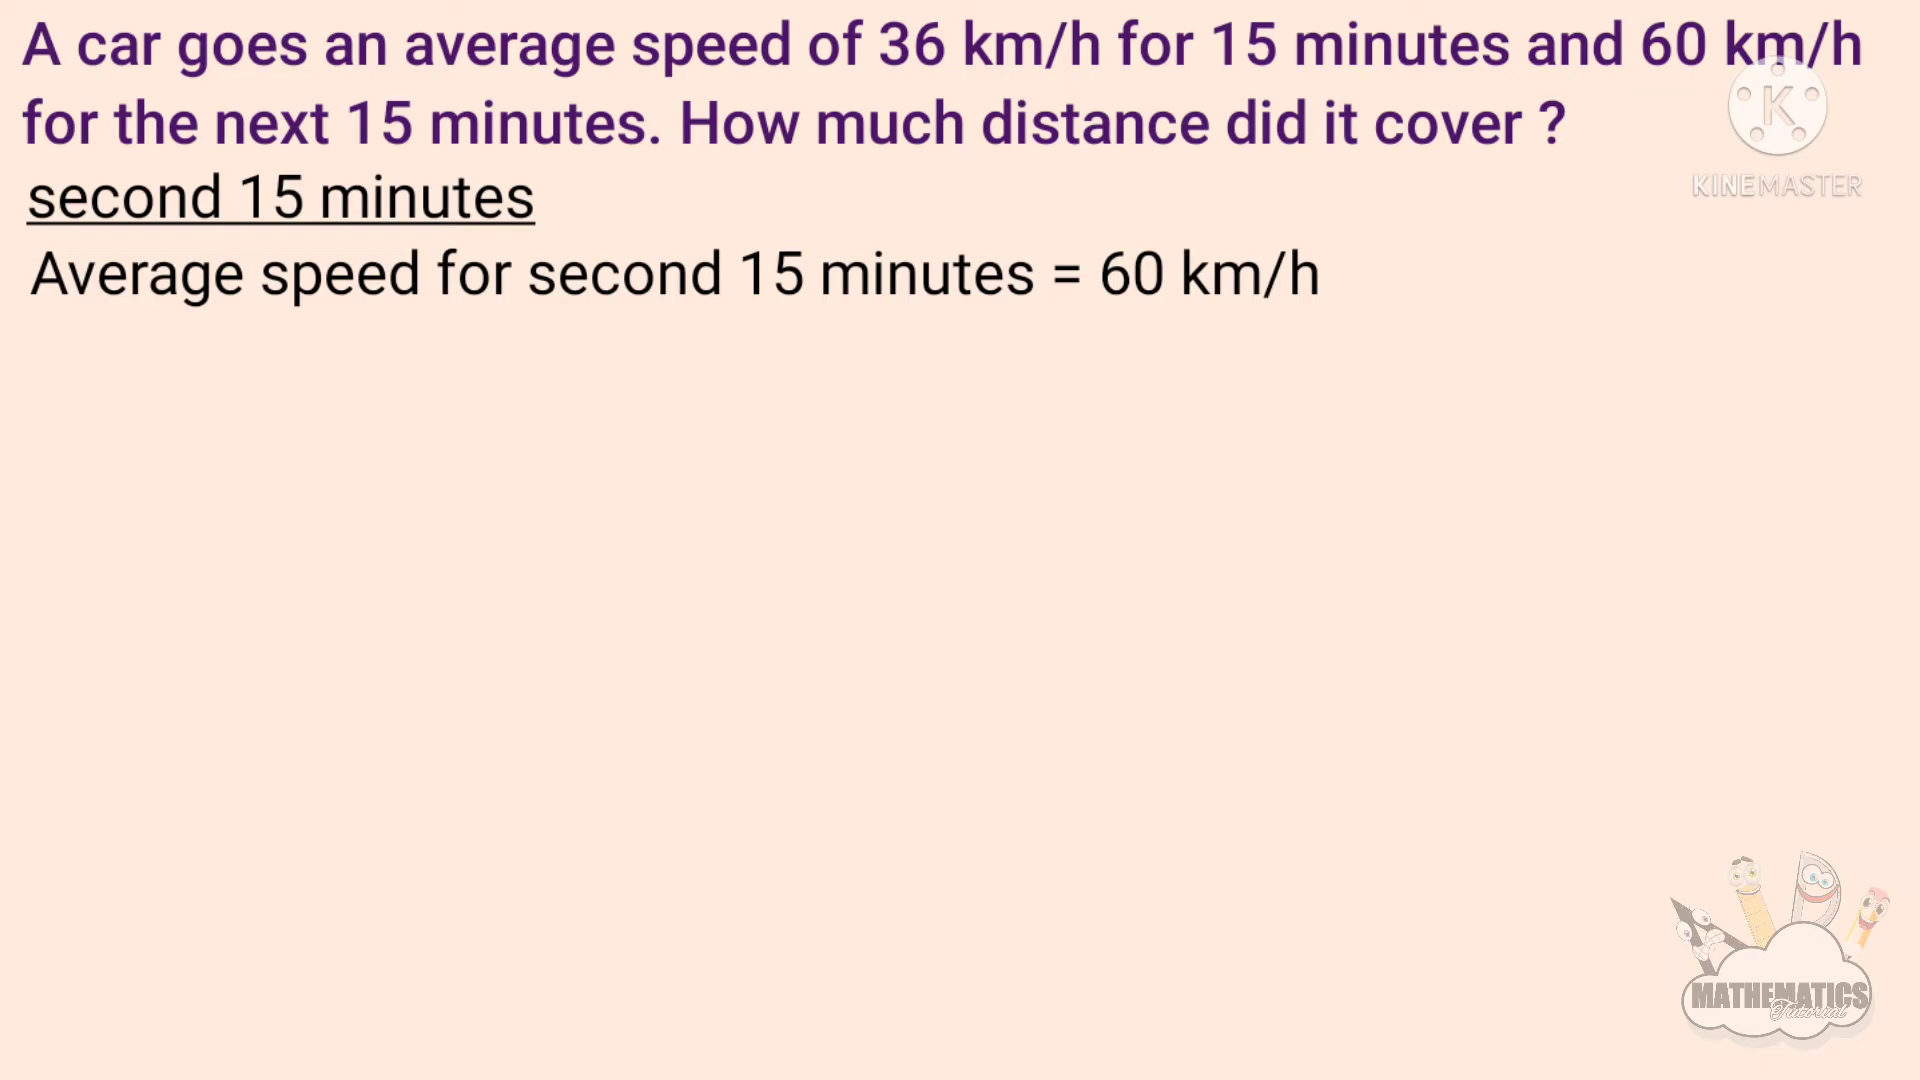 A car goes an average speed of 36 km/h for 15 minutes and 60 km/h
for the next 15 minutes. How much distance did it cover ?
K
KINEMASTER
second 15 minutes
Average speed for second 15 minutes = 60 km/h
MATHEMATICS
Tutorial